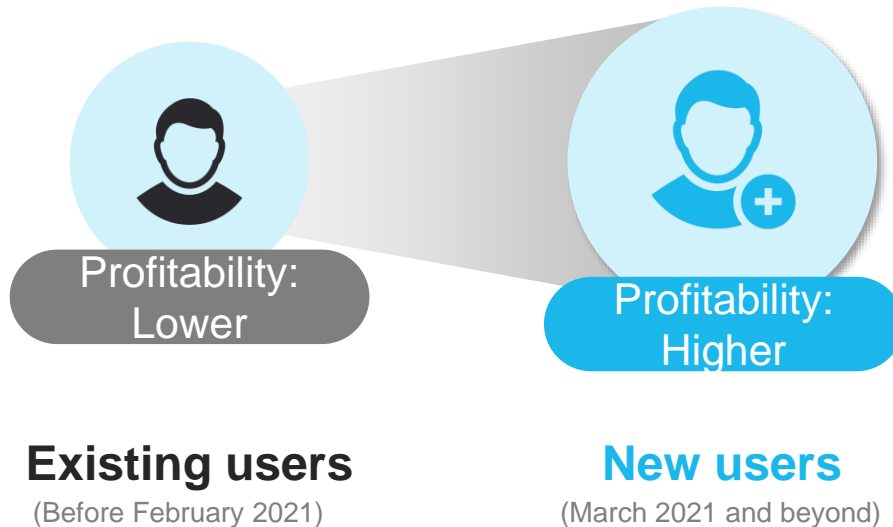 Profitability:
Lower
Profitability:
Higher
Existing users
(Before February 2021)
New users
(March 2021 and beyond)